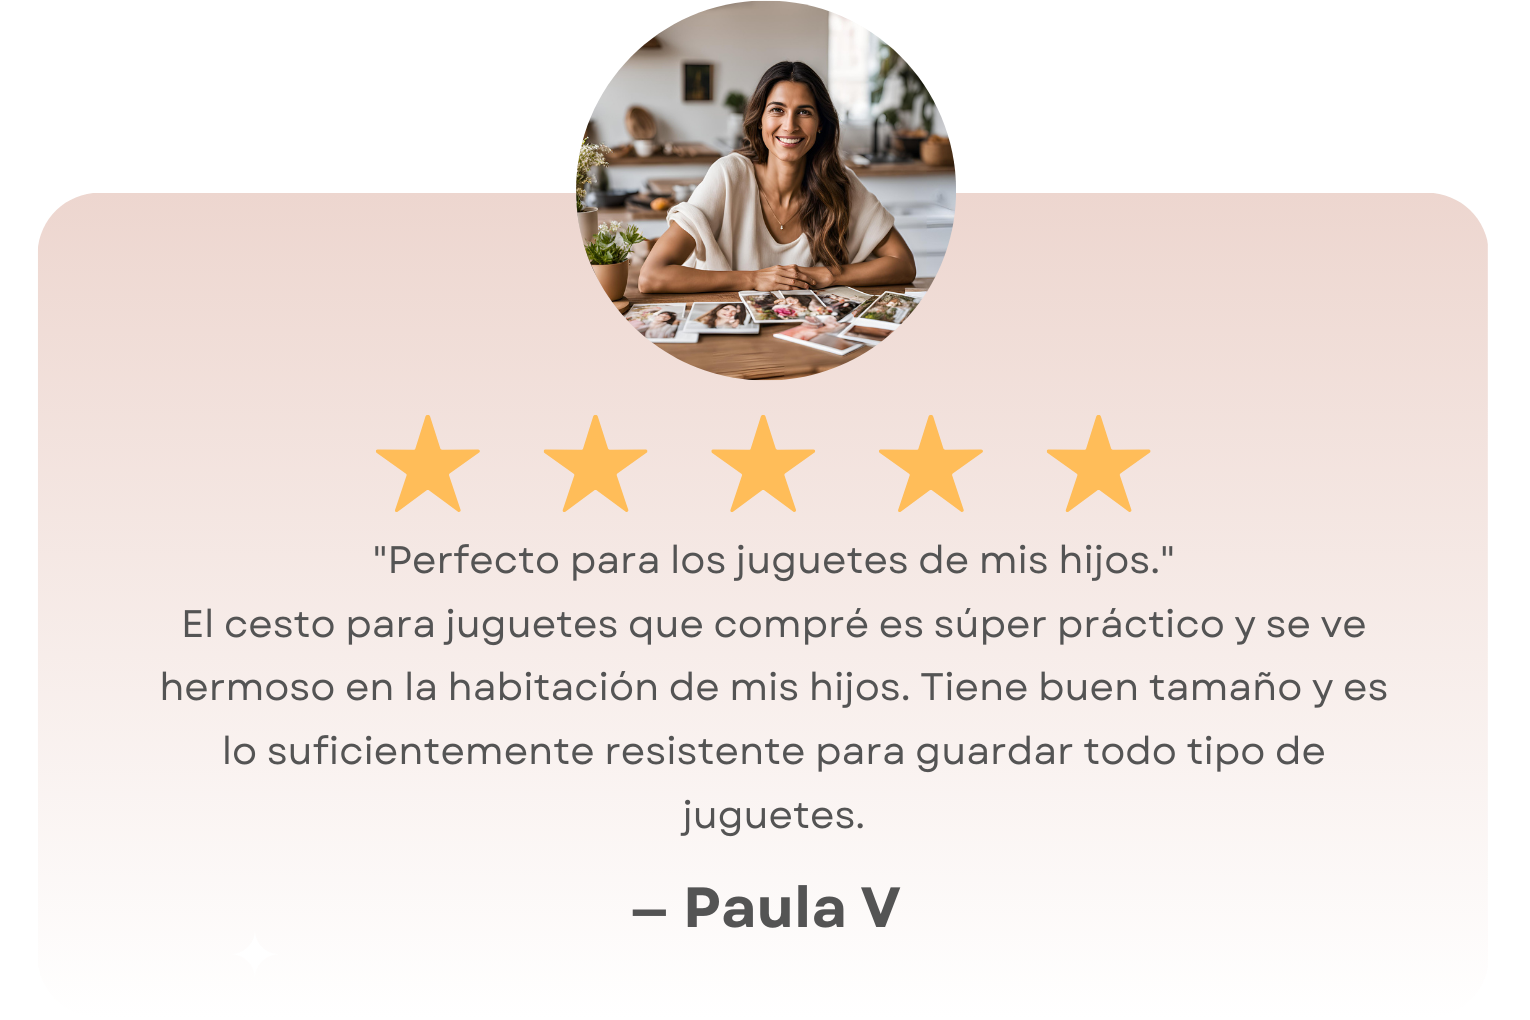 "Perfecto para los juguetes de mis hijos."
El cesto para juguetes que compré es súper práctico y se ve
hermoso en la habitación de mis hijos. Tiene buen tamaño y es
lo suficientemente resistente para guardar todo tipo de
juguetes.
– Paula V